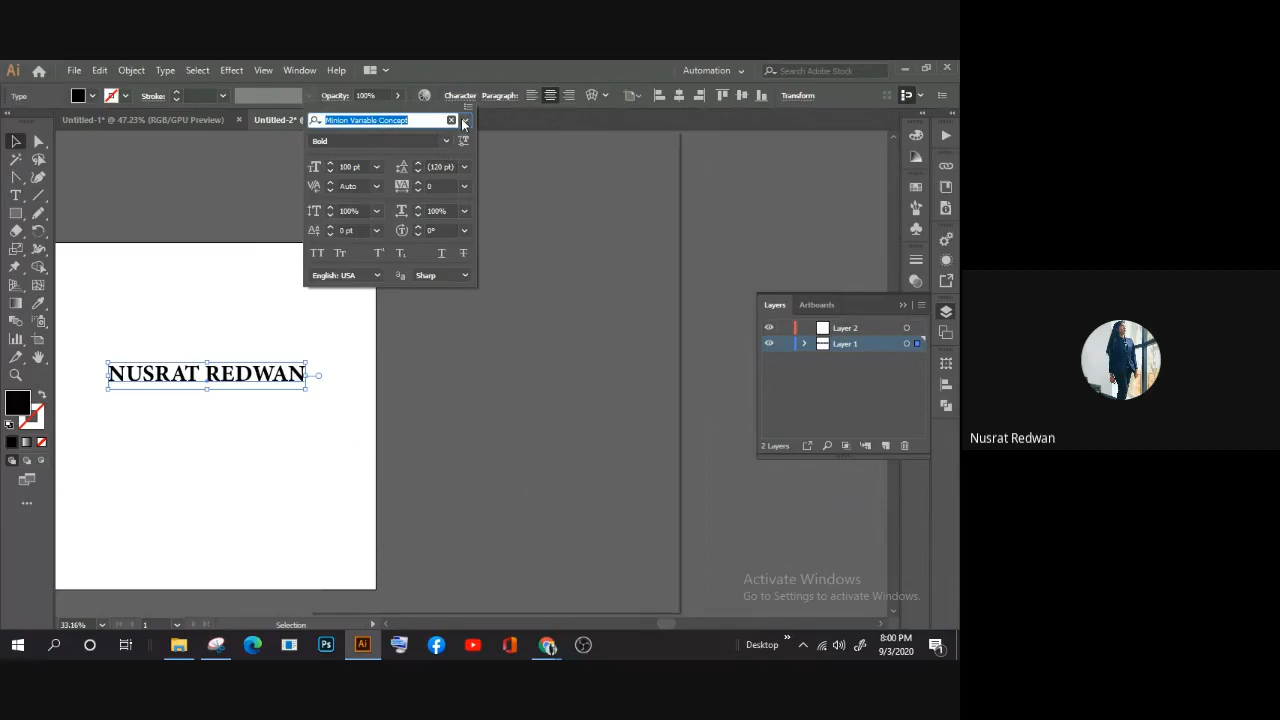 Ai File Edit Object Type Select Effect View Window Help Automation Search Adobe Stock
Type Stroke: Opacity: 100% Character Paragraph: Transform
Untitled-1* @ 47.23% (RGB/GPU Preview) Untitled-2* @
Minion Variable Concept
Bold
100 pt (120 pt)
Auto 0
100% 100%
0 pt 0°
English: USA Sharp
Layers Artboards
Layer 2
Layer 1
2 Layers
NUSRAT REDWAN
Nusrat Redwan
Activate Windows
Go to Settings to activate Windows.
33.16% 1 Selection
Ps Ai Desktop 8:00 PM
9/3/2020